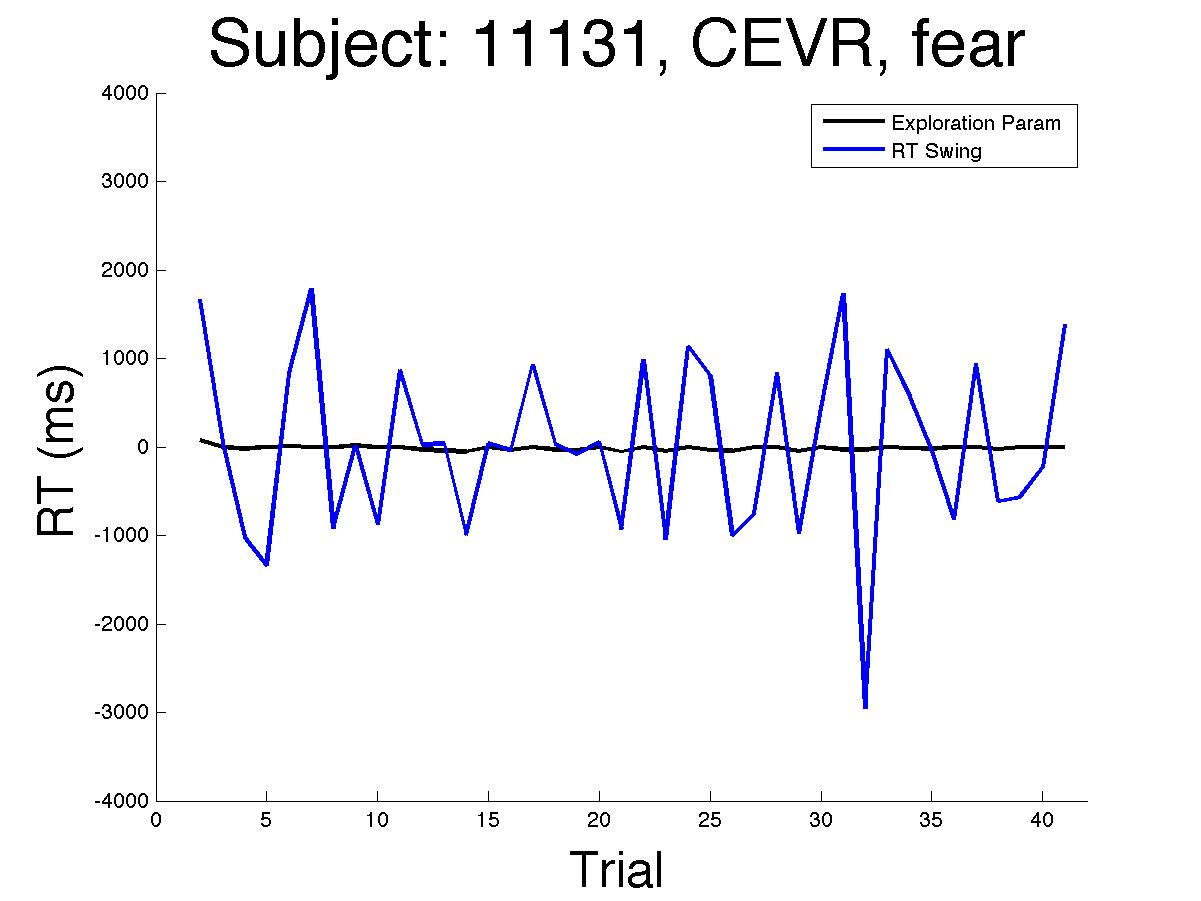 Subject: 11131, CEVR, fear
Exploration Param
RT Swing
4000
3000
2000
1000
0
-1000
-2000
-3000
-4000
RT (ms)
0 5 10 15 20 25 30 35 40
Trial